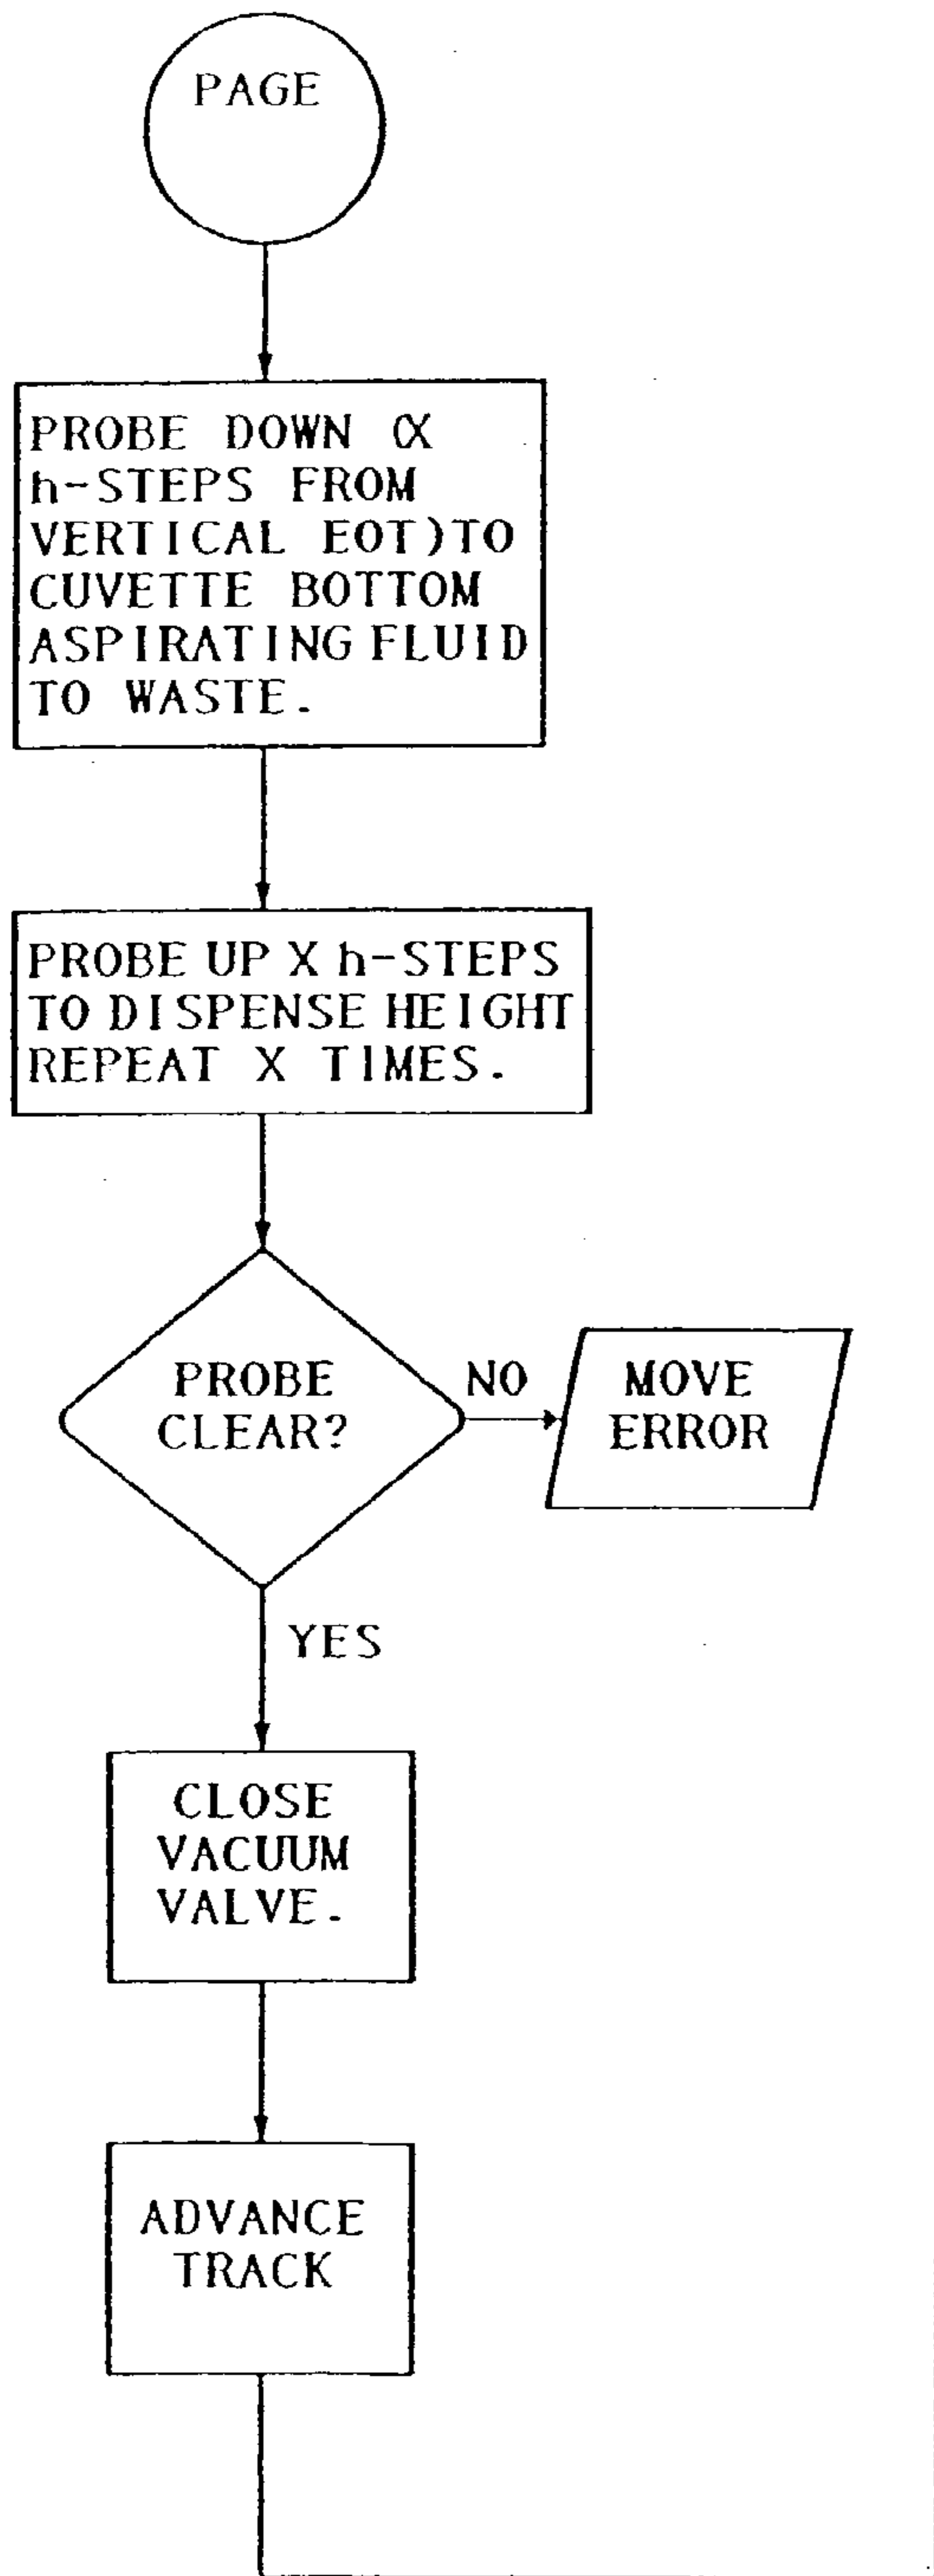 PAGE
PROBE DOWN (X
h-STEPS FROM
VERTICAL EOT)TO
CUVETTE BOTTOM
ASPIRATING FLUID
TO WASTE.
PROBE UP X h-STEPS
TO DISPENSE HEIGHT
REPEAT X TIMES.
PROBE
CLEAR?
NO
MOVE
ERROR
YES
CLOSE
VACUUM
VALVE.
ADVANCE
TRACK